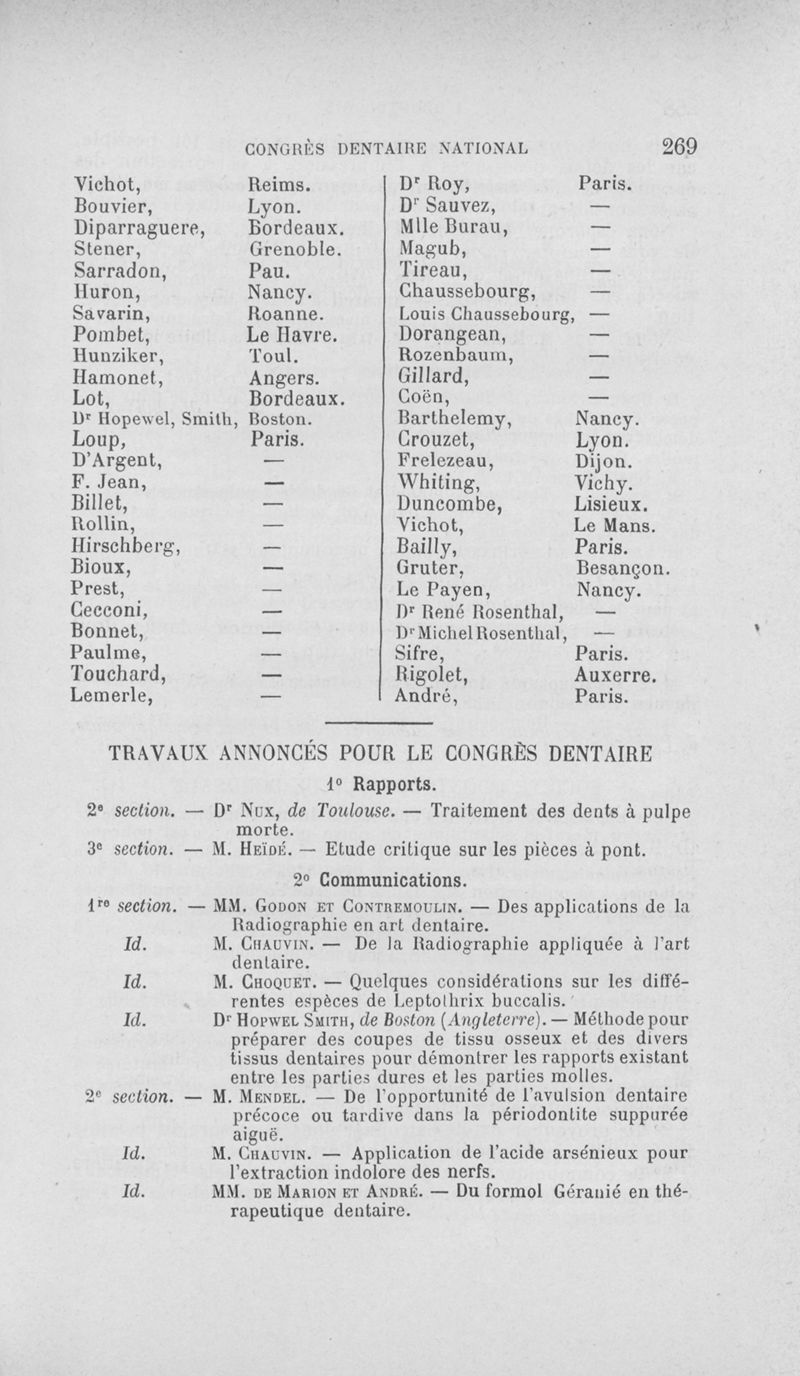 CONGRÈS DENTAIRE NATIONAL 269
Vichot, Reims.
Bouvier, Lyon.
Diparraguere, Bordeaux.
Stener, Grenoble.
Sarradon, Pau.
Huron, Nancy.
Savarin, Roanne.
Pombet, Le Havre.
Hunziker, Toul.
Hamonet, Angers.
Lot, Bordeaux.
Dr Hopewel, Smith, Boston.
Loup, Paris.
D'Argent, —
F. Jean, —
Billet, —
Rollin, —
Hirschberg, —
Bioux, —
Prest, —
Cecconi, —
Bonnet, —
Paulme, —
Touchard, —
Lemerle, —
Dr Roy, Paris.
Dr Sauvez, —
Mlle Burau, —
Magub, —
Tireau, —
Chaussebourg, —
Louis Chaussebourg, —
Dorangean, —
Rozenbaum, —
Gillard, —
Coën, —
Barthelemy, Nancy.
Crouzet, Lyon.
Frelezeau, Dijon.
Whiting, Vichy.
Duncombe, Lisieux.
Vichot, Le Mans.
Bailly, Paris.
Gruter, Besançon.
Le Payen, Nancy.
Dr René Rosenthal, —
Dr Michel Rosenthal, —
Sifre, Paris.
Rigolet, Auxerre.
André, Paris.
TRAVAUX ANNONCÉS POUR LE CONGRÈS DENTAIRE
1o Rapports.
2e section. — Dr Nux, de Toulouse. — Traitement des dents à pulpe
morte.
3e section. — M. Heïdé. — Etude critique sur les pièces à pont.
2o Communications.
1re section. — MM. Godon et Contremoulin. — Des applications de la
Radiographie en art dentaire.
Id. M. Chauvin. — De la Radiographie appliquée à l'art
dentaire.
Id. M. Choquet. — Quelques considérations sur les diffé-
rentes espèces de Leptothrix buccalis.
Id. Dr Hopwel Smith, de Boston (Angleterre). — Méthode pour
préparer des coupes de tissu osseux et des divers
tissus dentaires pour démontrer les rapports existant
entre les parties dures et les parties molles.
2e section. — M. Mendel. — De l'opportunité de l'avulsion dentaire
précoce ou tardive dans la périodontite suppurée
aiguë.
Id. M. Chauvin. — Application de l'acide arsénieux pour
l'extraction indolore des nerfs.
Id. MM. de Marion et André. — Du formol Géranié en thé-
rapeutique dentaire.